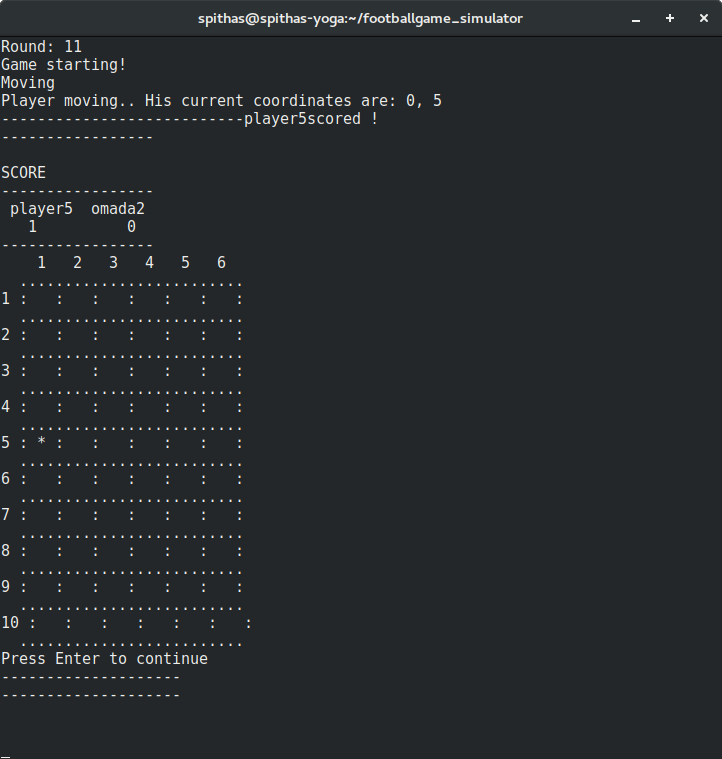 spithas@spithas-yoga:~/footballgame_simulator
Round: 11
Game starting!
Moving
Player moving.. His current coordinates are: 0, 5
---------------------------player5scored !
-----------------
SCORE
-----------------
 player5  omada2
   1          0
-----------------
    1   2   3   4   5   6
  .........................
1 :   :   :   :   :   :   :
  .........................
2 :   :   :   :   :   :   :
  .........................
3 :   :   :   :   :   :   :
  .........................
4 :   :   :   :   :   :   :
  .........................
5 : * :   :   :   :   :   :
  .........................
6 :   :   :   :   :   :   :
  .........................
7 :   :   :   :   :   :   :
  .........................
8 :   :   :   :   :   :   :
  .........................
9 :   :   :   :   :   :   :
  .........................
10 :   :   :   :   :   :   :
  .........................
Press Enter to continue
--------------------
--------------------